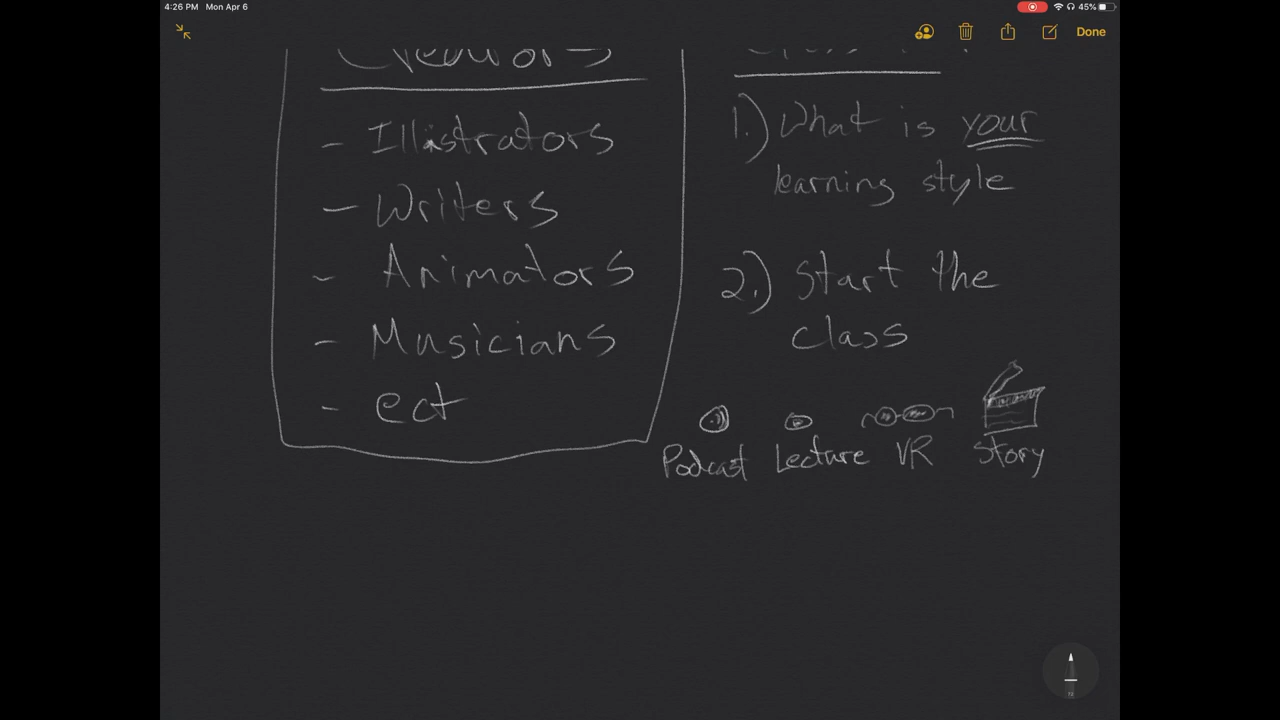 4:26 PM Mon Apr 6
45%
Done
Creators
- Illistrators
- Writers
- Animators
- Musicians
- ect
1.) What is your
learning style
2.) Start the
class
Podcast Lecture VR Story